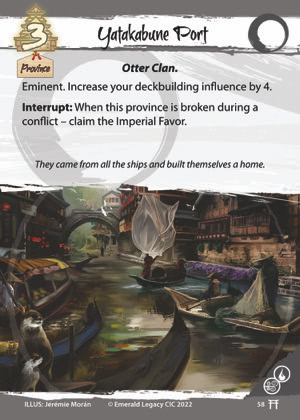 3
Yatakabune Port
Province
Otter Clan.
Eminent. Increase your deckbuilding influence by 4.
Interrupt: When this province is broken during a
conflict – claim the Imperial Favor.
They came from all the ships and built themselves a home.
ILLUS: Jérémie Morán © Emerald Legacy CIC 2022 58